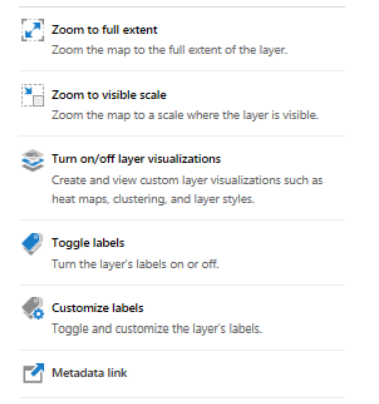 Zoom to full extent
Zoom the map to the full extent of the layer.
Zoom to visible scale
Zoom the map to a scale where the layer is visible.
Turn on/off layer visualizations
Create and view custom layer visualizations such as
heat maps, clustering, and layer styles.
Toggle labels
Turn the layer's labels on or off.
Customize labels
Toggle and customize the layer's labels.
Metadata link